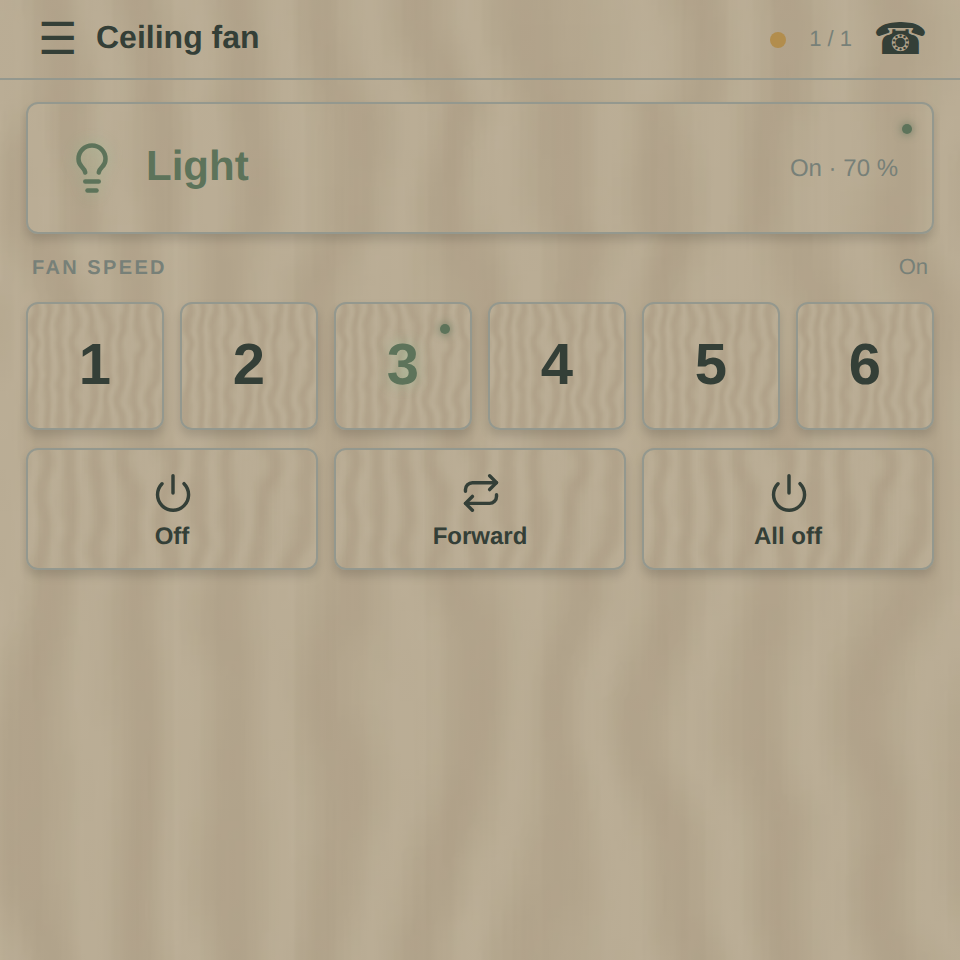 ☰ Ceiling fan 1 / 1 ☎
Light On · 70 %
FAN SPEED On
1 2 3 4 5 6
Off Forward All off